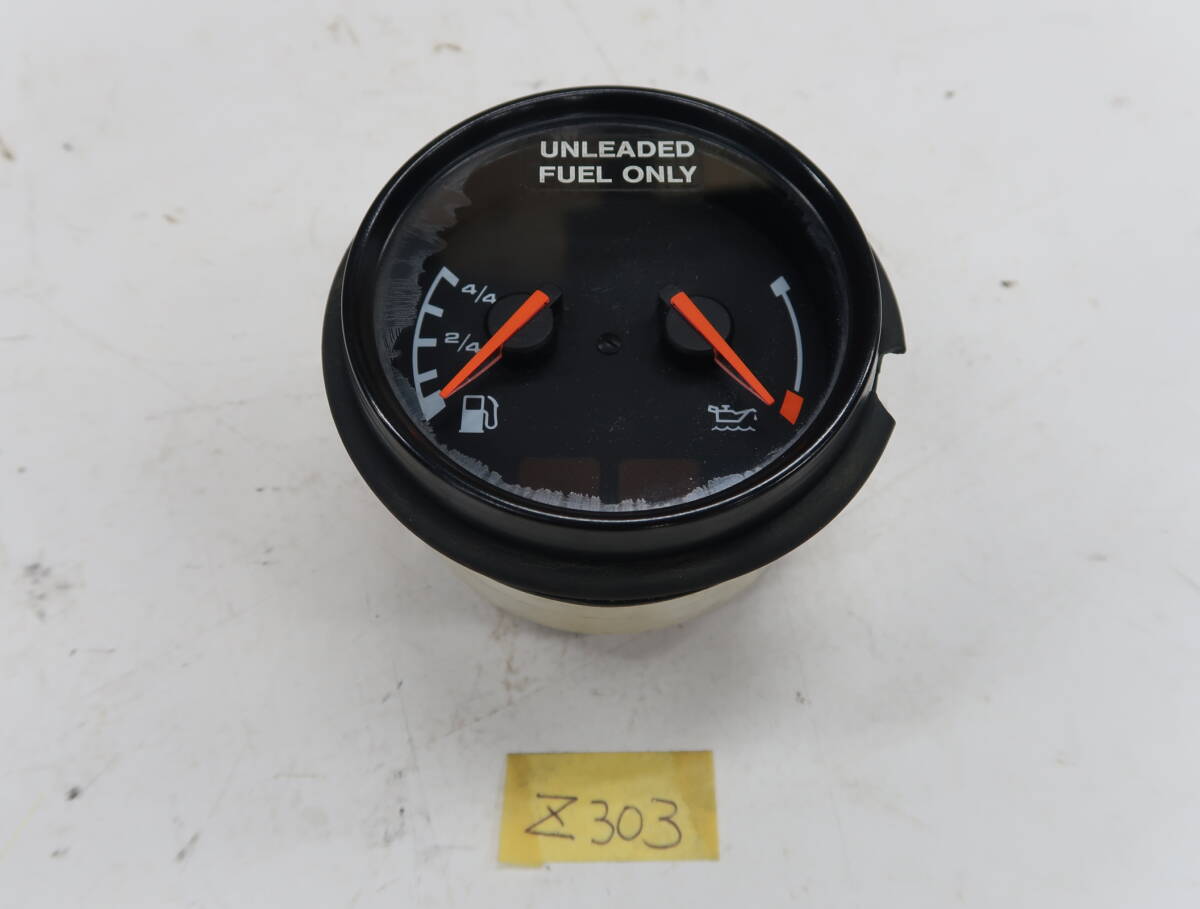 UNLEADED
FUEL ONLY
4/4
2/4
Z303